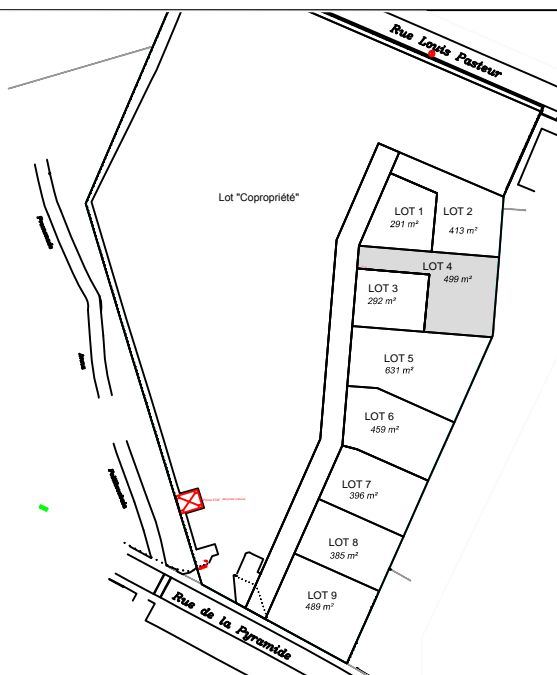 Rue Louis Pasteur
Lot "Copropriété"
LOT 1
291 m²
LOT 2
413 m²
LOT 4
499 m²
LOT 3
292 m²
LOT 5
631 m²
LOT 6
459 m²
LOT 7
396 m²
LOT 8
385 m²
LOT 9
489 m²
Promenade
Rue de la Pyramide